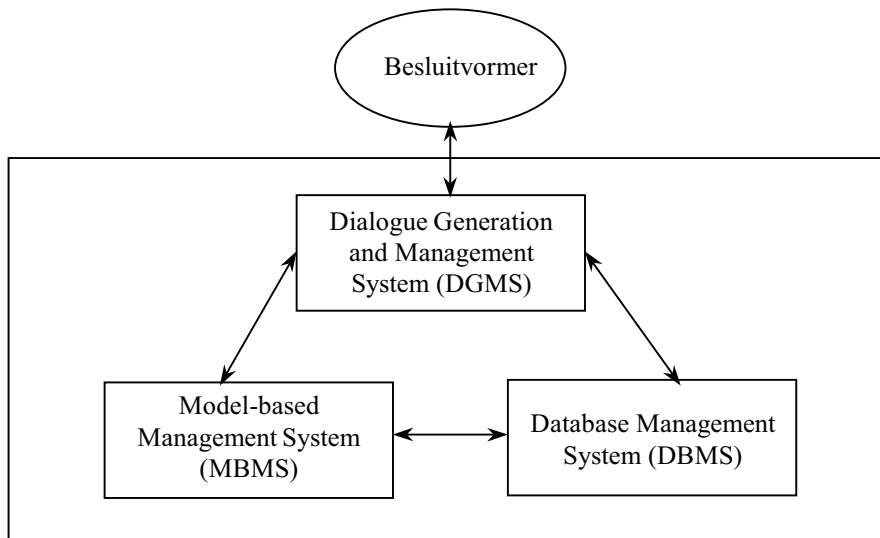 Besluitvormer
Dialogue Generation
and Management
System (DGMS)
Model-based
Management System
(MBMS)
Database Management
System (DBMS)